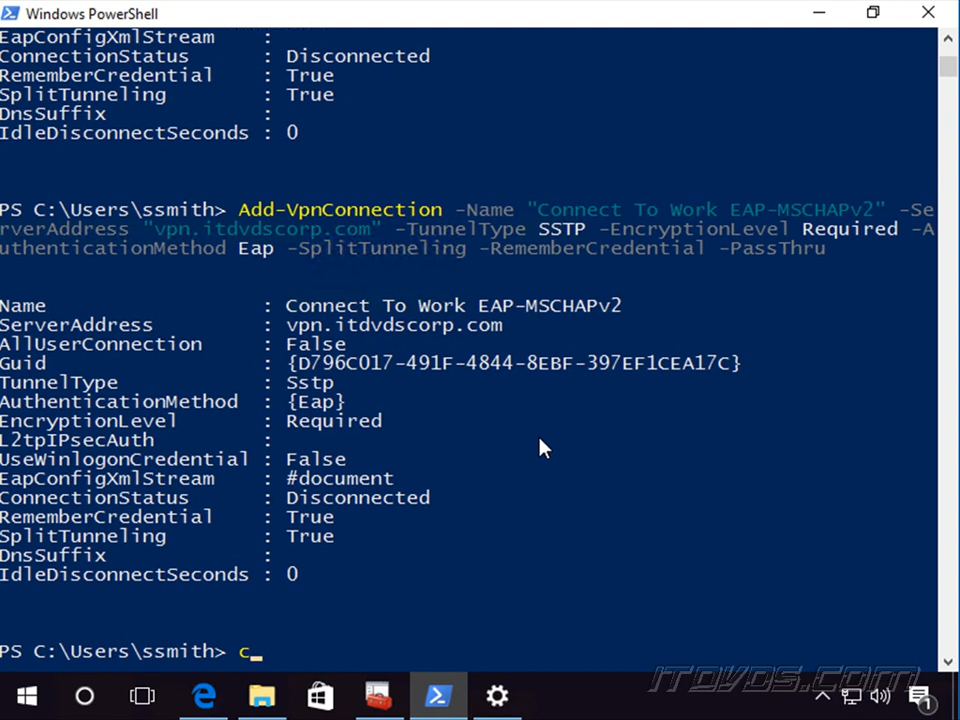 Windows PowerShell
EapConfigXmlStream :
ConnectionStatus : Disconnected
RememberCredential : True
SplitTunneling : True
DnsSuffix :
IdleDisconnectSeconds : 0
PS C:\Users\ssmith> Add-VpnConnection -Name "Connect To Work EAP-MSCHAPv2" -Se
rverAddress "vpn.itdvdscorp.com" -TunnelType SSTP -EncryptionLevel Required -A
uthenticationMethod Eap -SplitTunneling -RememberCredential -PassThru
Name : Connect To Work EAP-MSCHAPv2
ServerAddress : vpn.itdvdscorp.com
AllUserConnection : False
Guid : {D796C017-491F-4844-8EBF-397EF1CEA17C}
TunnelType : Sstp
AuthenticationMethod : {Eap}
EncryptionLevel : Required
L2tpIPsecAuth :
UseWinlogonCredential : False
EapConfigXmlStream : #document
ConnectionStatus : Disconnected
RememberCredential : True
SplitTunneling : True
DnsSuffix :
IdleDisconnectSeconds : 0
PS C:\Users\ssmith> c_
ITDVDS.COM
1